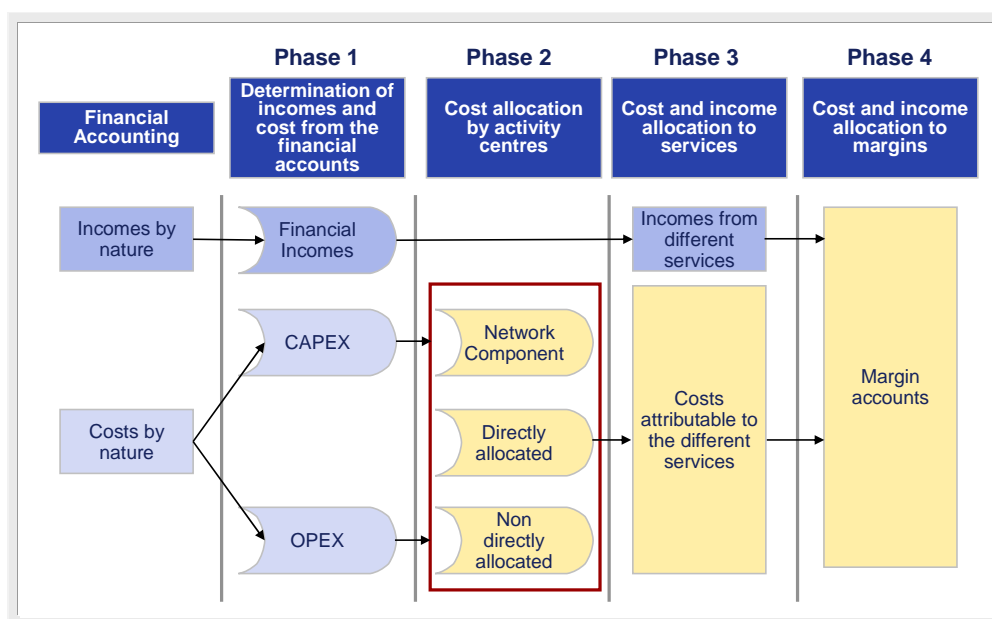 Phase 1
Phase 2
Phase 3
Phase 4
Financial
Accounting
Determination of
incomes and
cost from the
financial
accounts
Cost allocation
by activity
centres
Cost and income
allocation to
services
Cost and income
allocation to
margins
Incomes by
nature
Financial
Incomes
Incomes from
different
services
CAPEX
Network
Component
Costs by
nature
Directly
allocated
Costs
attributable to
the different
services
Margin
accounts
OPEX
Non
directly
allocated